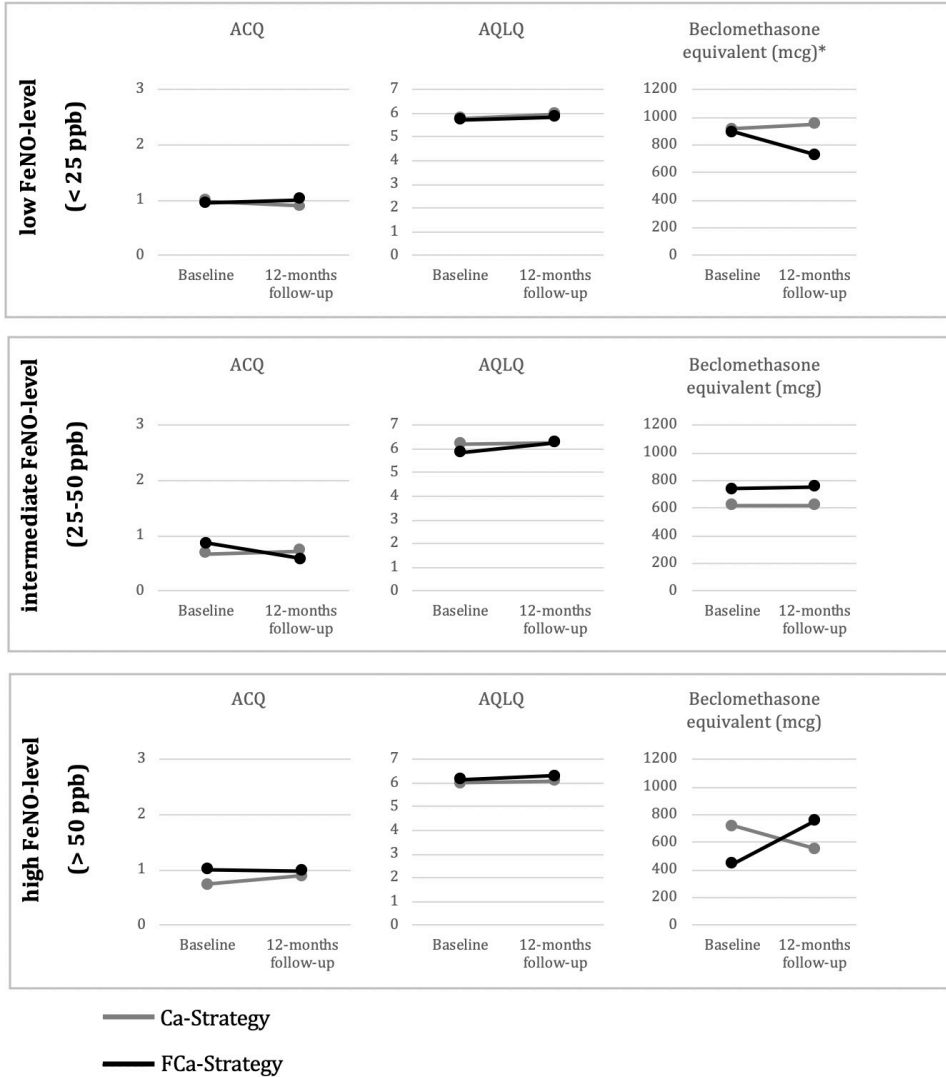 low FeNO-level
(< 25 ppb)
ACQ
3
2
1
0
Baseline
12-months
follow-up
AQLQ
7
6
5
4
3
2
1
0
Baseline
12-months
follow-up
Beclomethasone
equivalent (mcg)*
1200
1000
800
600
400
200
0
Baseline
12-months
follow-up
intermediate FeNO-level
(25-50 ppb)
ACQ
3
2
1
0
Baseline
12-months
follow-up
AQLQ
7
6
5
4
3
2
1
0
Baseline
12-months
follow-up
Beclomethasone
equivalent (mcg)
1200
1000
800
600
400
200
0
Baseline
12-months
follow-up
high FeNO-level
(> 50 ppb)
ACQ
3
2
1
0
Baseline
12-months
follow-up
AQLQ
7
6
5
4
3
2
1
0
Baseline
12-months
follow-up
Beclomethasone
equivalent (mcg)
1200
1000
800
600
400
200
0
Baseline
12-months
follow-up
Ca-Strategy
FCa-Strategy